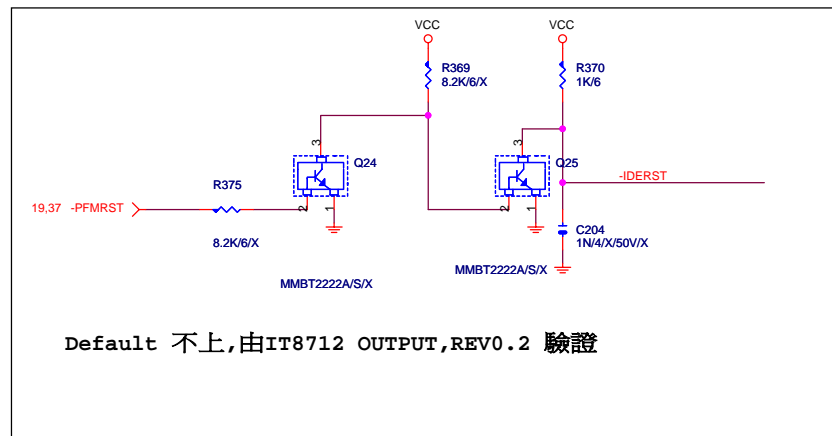 VCC
VCC
R369
8.2K/6/X
R370
1K/6
3
Q24
3
Q25
R375
-IDERST
19,37 -PFMRST
2
1
2
1
8.2K/6/X
C204
1N/4/X/50V/X
MMBT2222A/S/X
MMBT2222A/S/X
Default 不上,由IT8712 OUTPUT,REV0.2 驗證